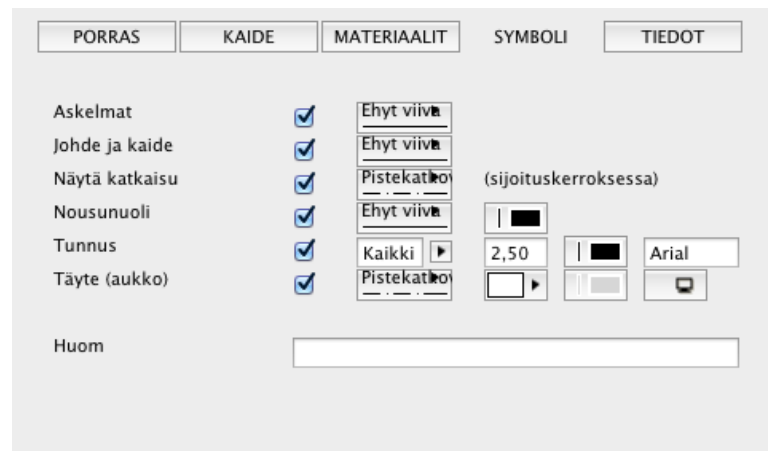 PORRAS KAIDE MATERIAALIT SYMBOLI TIEDOT
Askelmat Ehyt viiva
Johde ja kaide Ehyt viiva
Näytä katkaisu (sijoituskerroksessa)
Nousunuoli Ehyt viiva
Tunnus Kaikki 2,50 Arial
Täyte (aukko)
Huom